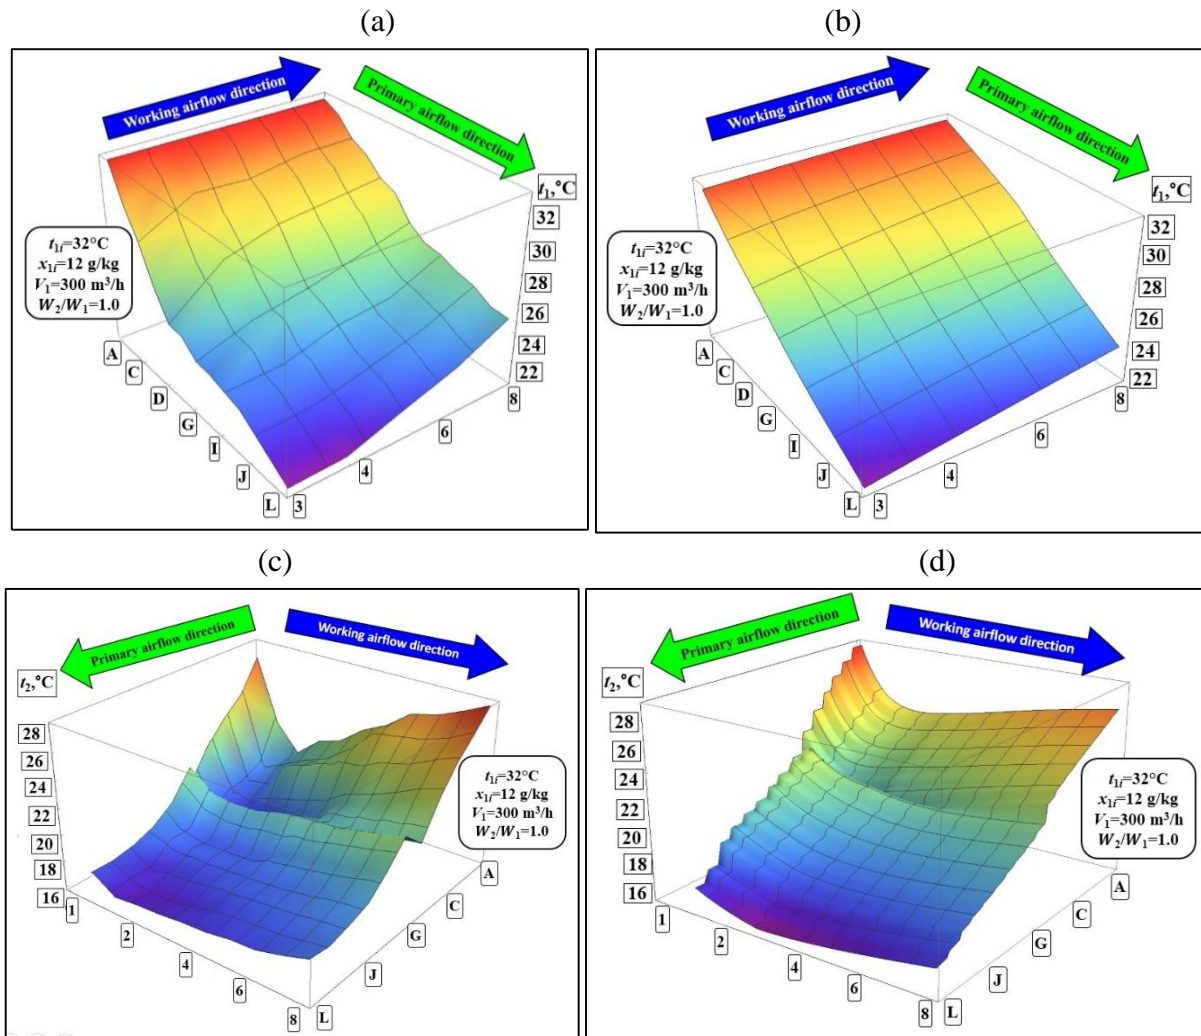 (a)
Working airflow direction
Primary airflow direction
t₁,°C
32
30
28
26
24
22
t₁ᵢ=32°C
x₁ᵢ=12 g/kg
V₁=300 m³/h
W₂/W₁=1.0
A
C
D
G
I
J
L
3
4
6
8
(b)
Working airflow direction
Primary airflow direction
t₁,°C
32
30
28
26
24
22
t₁ᵢ=32°C
x₁ᵢ=12 g/kg
V₁=300 m³/h
W₂/W₁=1.0
A
C
D
G
I
J
L
3
4
6
8
(c)
Primary airflow direction
Working airflow direction
t₂,°C
28
26
24
22
20
18
16
t₁ᵢ=32°C
x₁ᵢ=12 g/kg
V₁=300 m³/h
W₂/W₁=1.0
1
2
4
6
8
L
J
G
C
A
(d)
Primary airflow direction
Working airflow direction
t₂,°C
28
26
24
22
20
18
16
t₁ᵢ=32°C
x₁ᵢ=12 g/kg
V₁=300 m³/h
W₂/W₁=1.0
1
2
4
6
8
L
J
G
C
A